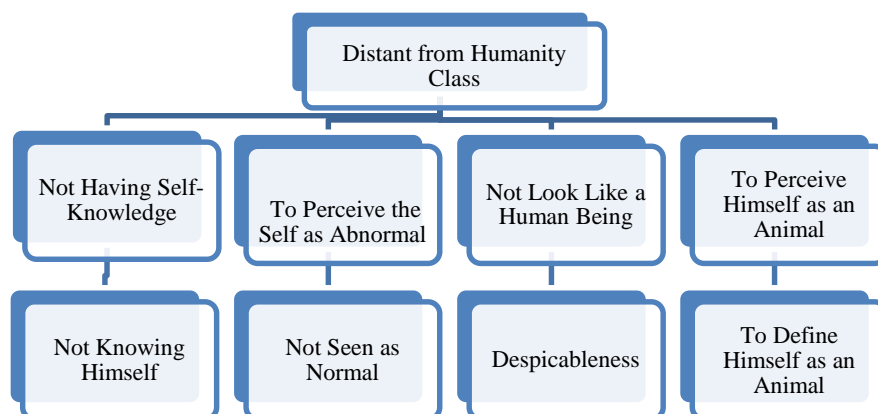 Distant from Humanity
Class
Not Having Self-
Knowledge
To Perceive the
Self as Abnormal
Not Look Like a
Human Being
To Perceive
Himself as an
Animal
Not Knowing
Himself
Not Seen as
Normal
Despicableness
To Define
Himself as an
Animal